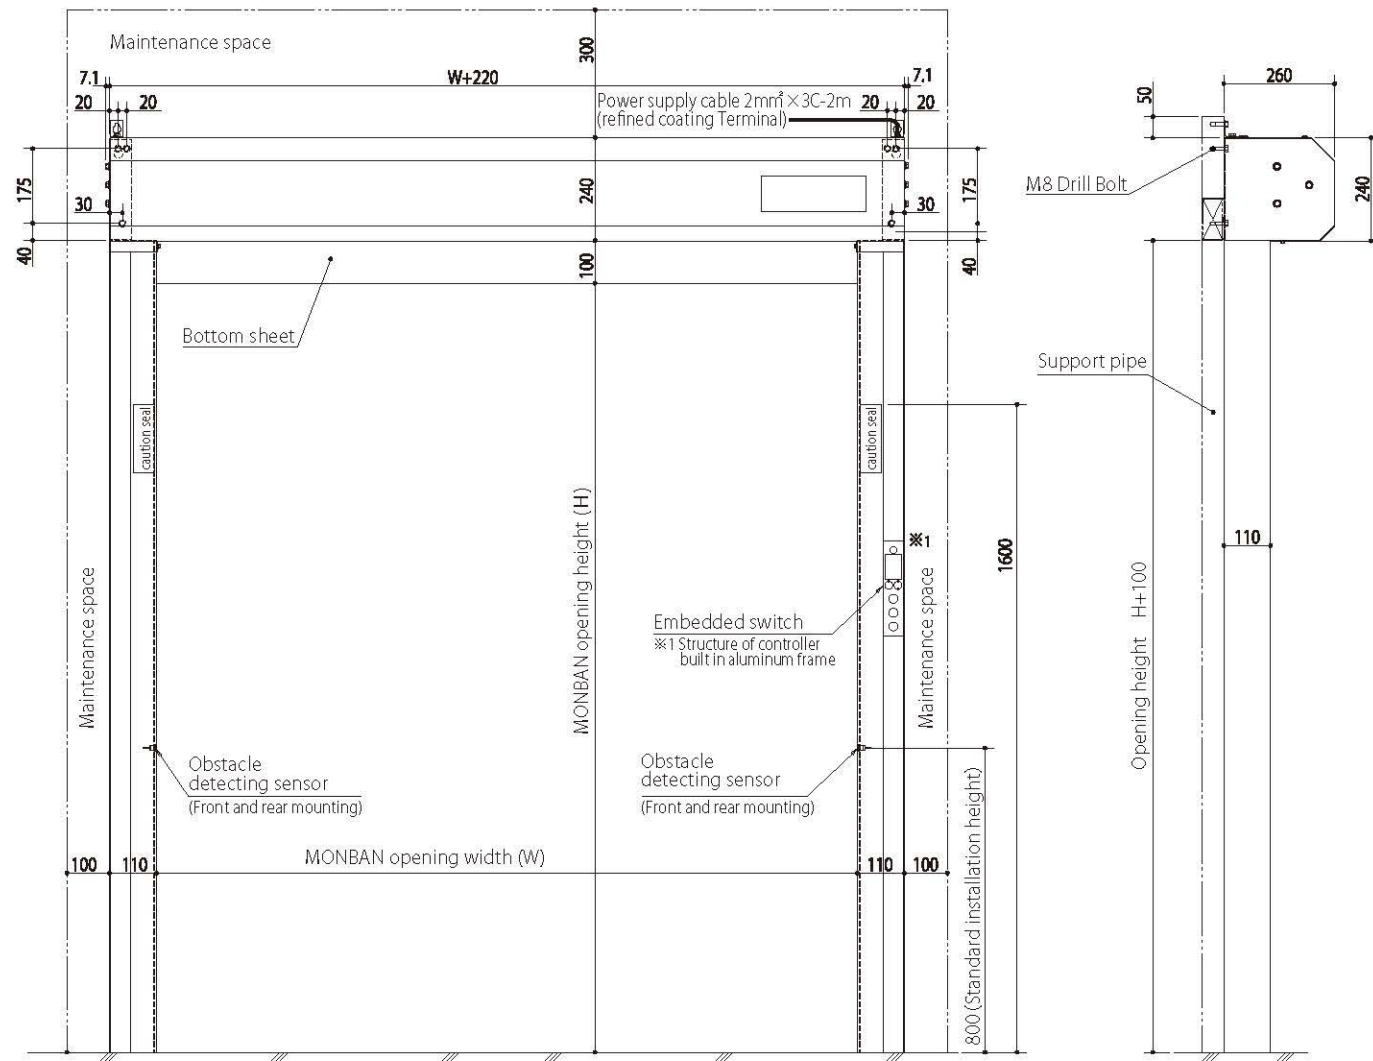 Maintenance space
300
7.1
W+220
7.1
20
20
Power supply cable 2mm²×3C-2m
(refined coating Terminal)
20
20
260
50
175
30
240
30
175
M8 Drill Bolt
240
40
100
40
Bottom sheet
Support pipe
caution seal
caution seal
MONBAN opening height (H)
※1
1600
110
Maintenance space
Embedded switch
※1 Structure of controller
built in aluminum frame
Maintenance space
Opening height H+100
Obstacle
detecting sensor
(Front and rear mounting)
Obstacle
detecting sensor
(Front and rear mounting)
800 (Standard installation height)
100
110
MONBAN opening width (W)
110
100